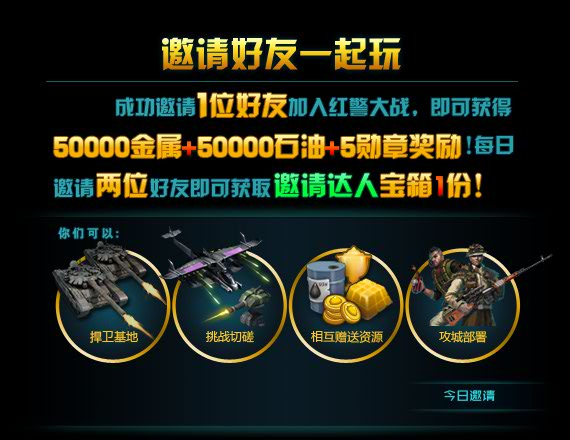 邀请好友一起玩
成功邀请1位好友加入红警大战，即可获得
50000金属+50000石油+5勋章奖励!每日
邀请两位好友即可获取邀请达人宝箱1份!
你们可以:
捍卫基地 挑战切磋 相互赠送资源 攻城部署
今日邀请